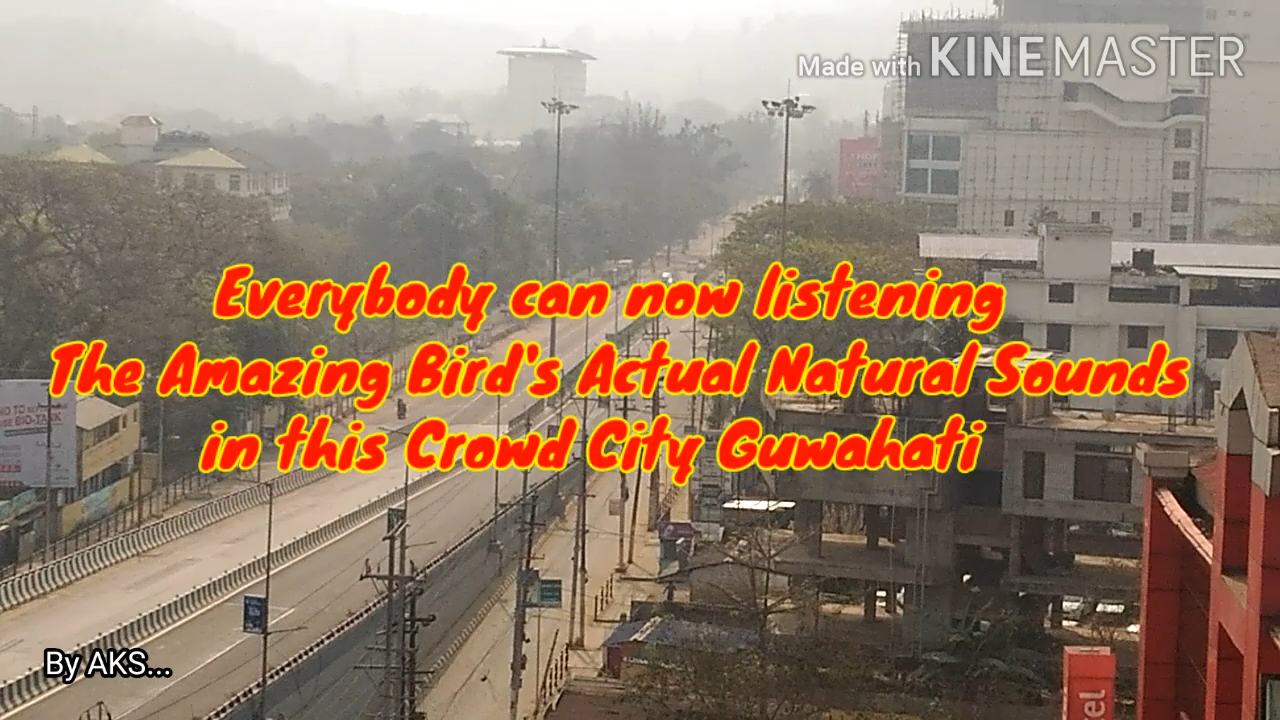 Made with KINEMASTER
Everybody can now listening
The Amazing Bird's Actual Natural Sounds
in this Crowd City Guwahati
By AKS...